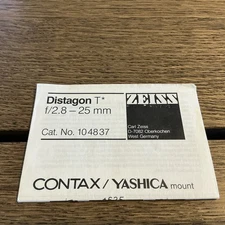 Distagon T*
f/2.8 – 25 mm
Cat. No. 104837
ZEISS
Carl Zeiss
D-7082 Oberkochen
West Germany
CONTAX / YASHICA mount